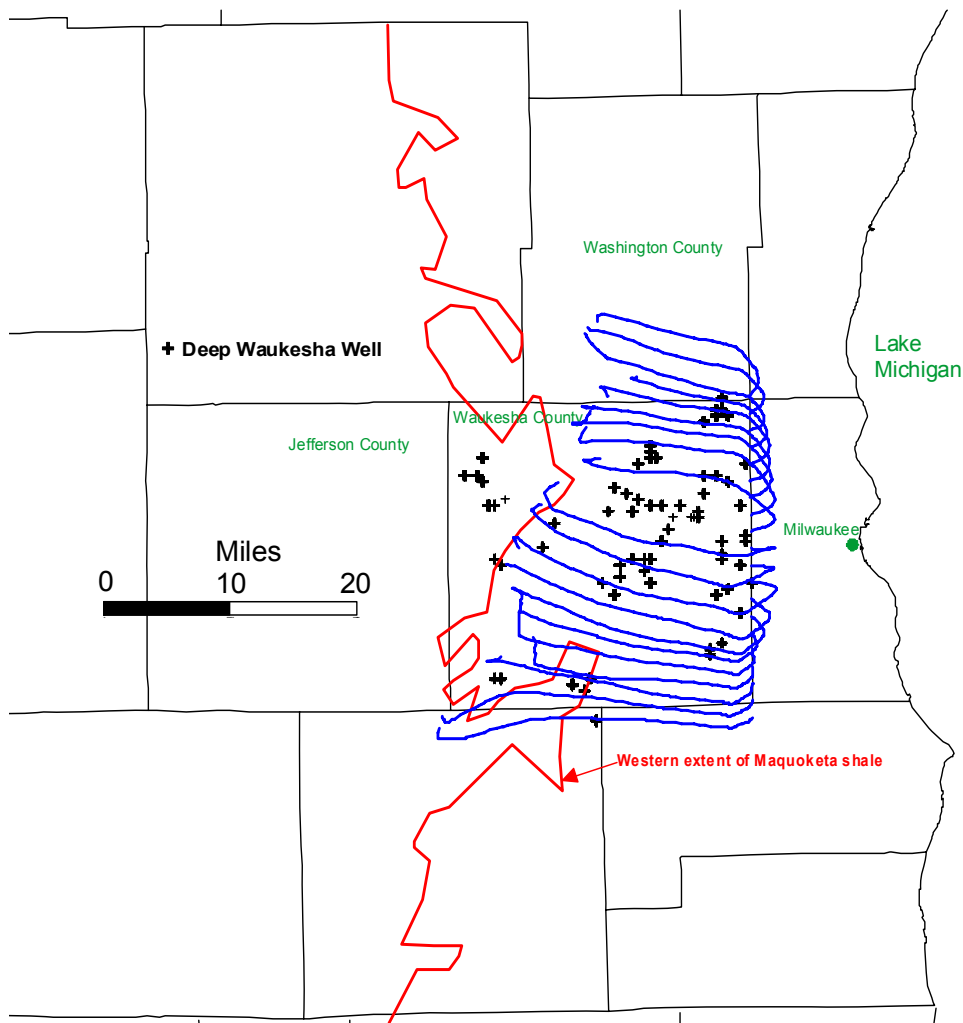 Washington County
Deep Waukesha Well
Lake
Michigan
Waukesha County
Jefferson County
Milwaukee
Miles
0
10
20
Western extent of Maquoketa shale